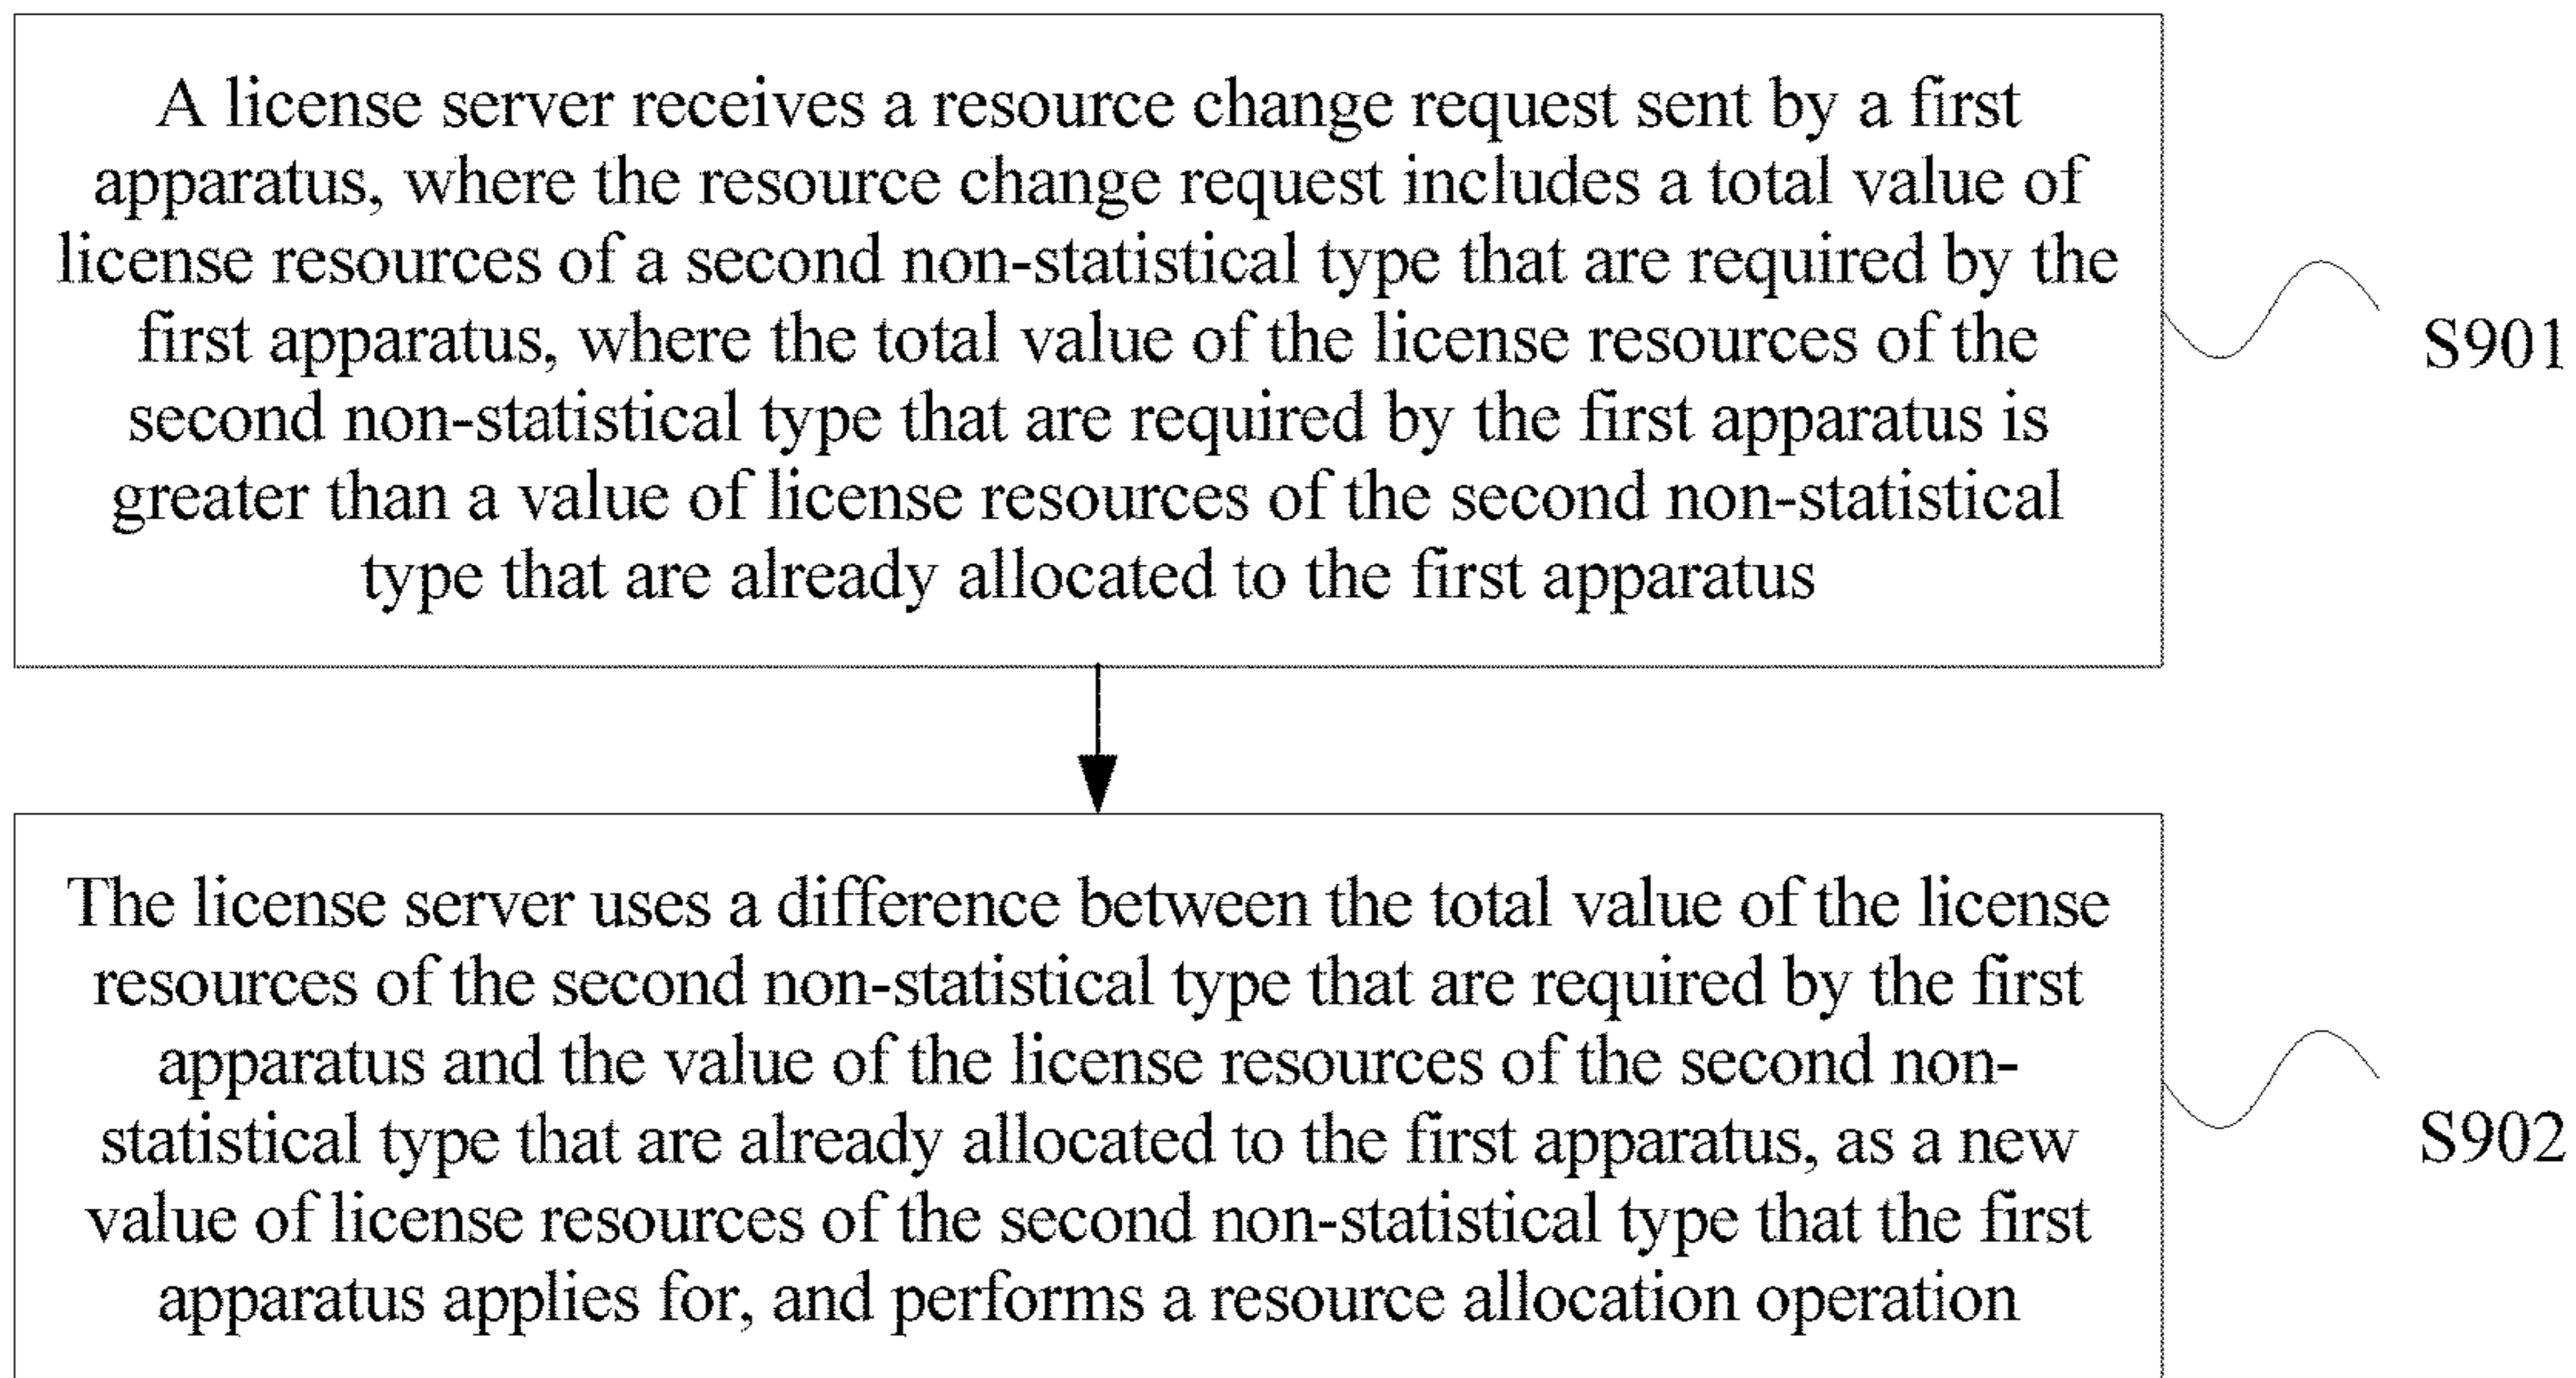 A license server receives a resource change request sent by a first
apparatus, where the resource change request includes a total value of
license resources of a second non-statistical type that are required by the
first apparatus, where the total value of the license resources of the
second non-statistical type that are required by the first apparatus is
greater than a value of license resources of the second non-statistical
type that are already allocated to the first apparatus
S901
The license server uses a difference between the total value of the license
resources of the second non-statistical type that are required by the first
apparatus and the value of the license resources of the second non-
statistical type that are already allocated to the first apparatus, as a new
value of license resources of the second non-statistical type that the first
apparatus applies for, and performs a resource allocation operation
S902